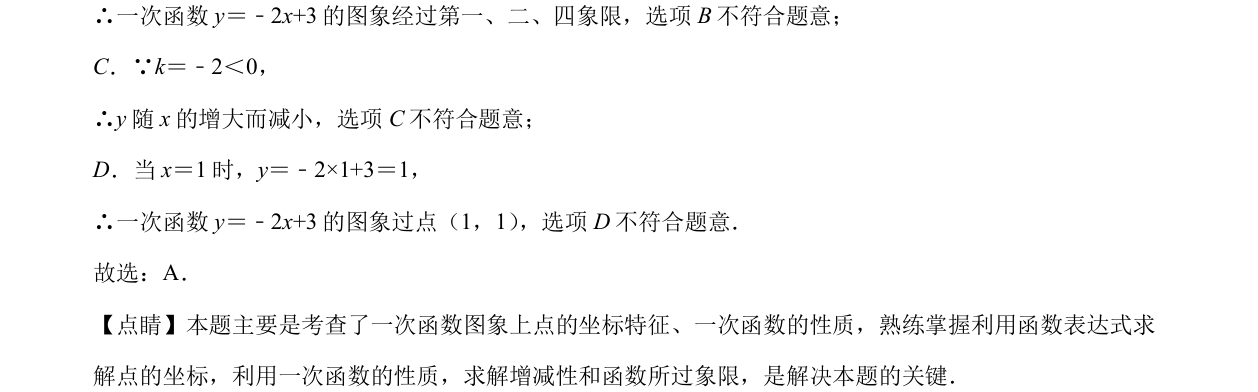 ∴一次函数 y＝﹣2x+3 的图象经过第一、二、四象限，选项 B 不符合题意；
C．∵k＝﹣2＜0，
∴y 随 x 的增大而减小，选项 C 不符合题意；
D．当 x＝1 时，y＝﹣2×1+3＝1，
∴一次函数 y＝﹣2x+3 的图象过点（1，1），选项 D 不符合题意．
故选：A．
【点睛】本题主要是考查了一次函数图象上点的坐标特征、一次函数的性质，熟练掌握利用函数表达式求
解点的坐标，利用一次函数的性质，求解增减性和函数所过象限，是解决本题的关键．